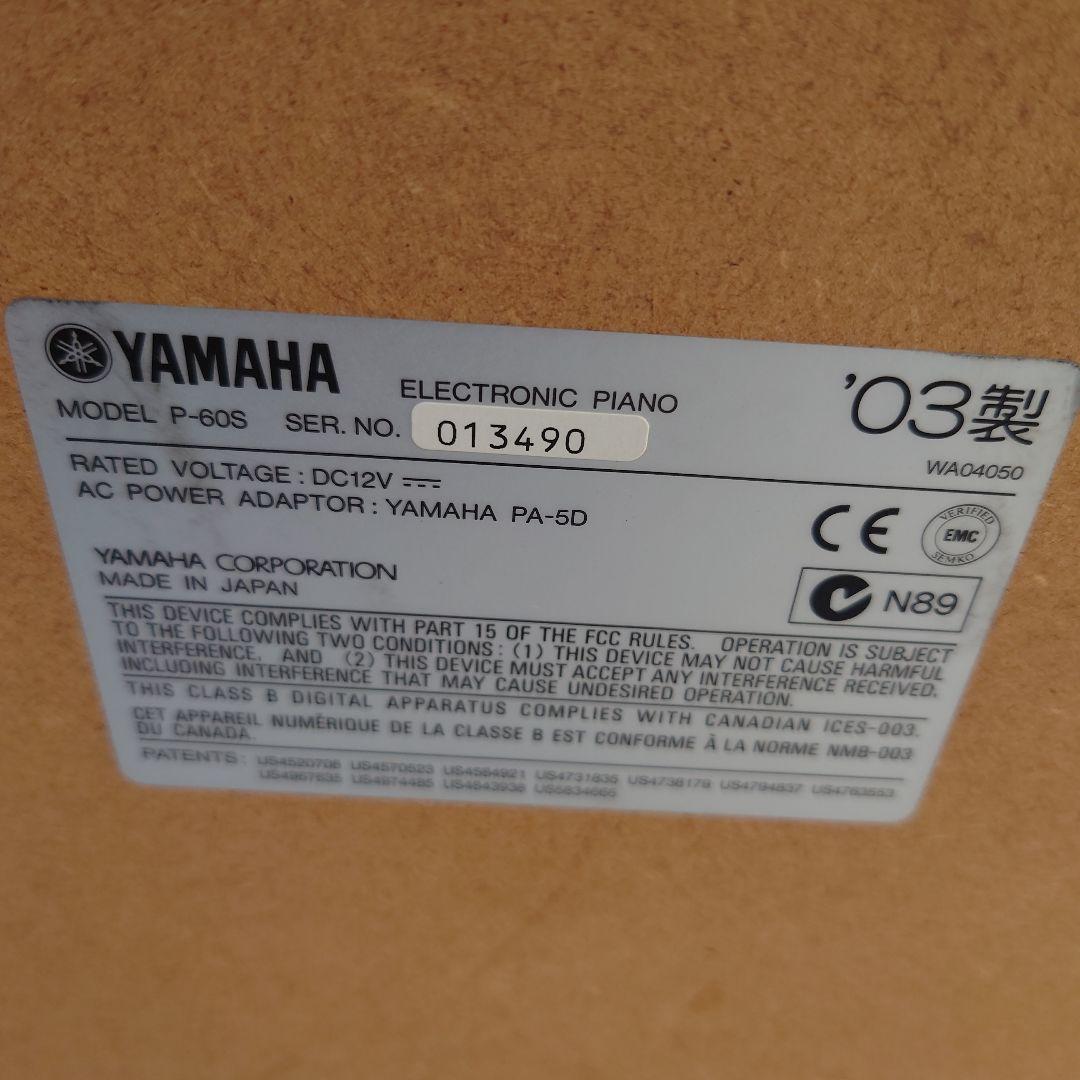 YAMAHA
ELECTRONIC PIANO
'03製
MODEL P-60S SER. NO. 013490
WA04050
RATED VOLTAGE : DC12V
AC POWER ADAPTOR : YAMAHA PA-5D
CE
VERIFIED
EMC
SEMKO
N89
YAMAHA CORPORATION
MADE IN JAPAN
THIS DEVICE COMPLIES WITH PART 15 OF THE FCC RULES. OPERATION IS SUBJECT
TO THE FOLLOWING TWO CONDITIONS : (1) THIS DEVICE MAY NOT CAUSE HARMFUL
INTERFERENCE, AND (2) THIS DEVICE MUST ACCEPT ANY INTERFERENCE RECEIVED,
INCLUDING INTERFERENCE THAT MAY CAUSE UNDESIRED OPERATION.
THIS CLASS B DIGITAL APPARATUS COMPLIES WITH CANADIAN ICES-003.
CET APPAREIL NUMÉRIQUE DE LA CLASSE B EST CONFORME À LA NORME NMB-003
DU CANADA.
PATENTS : US4520708 US4570523 US4731835 US4738179
US4974485